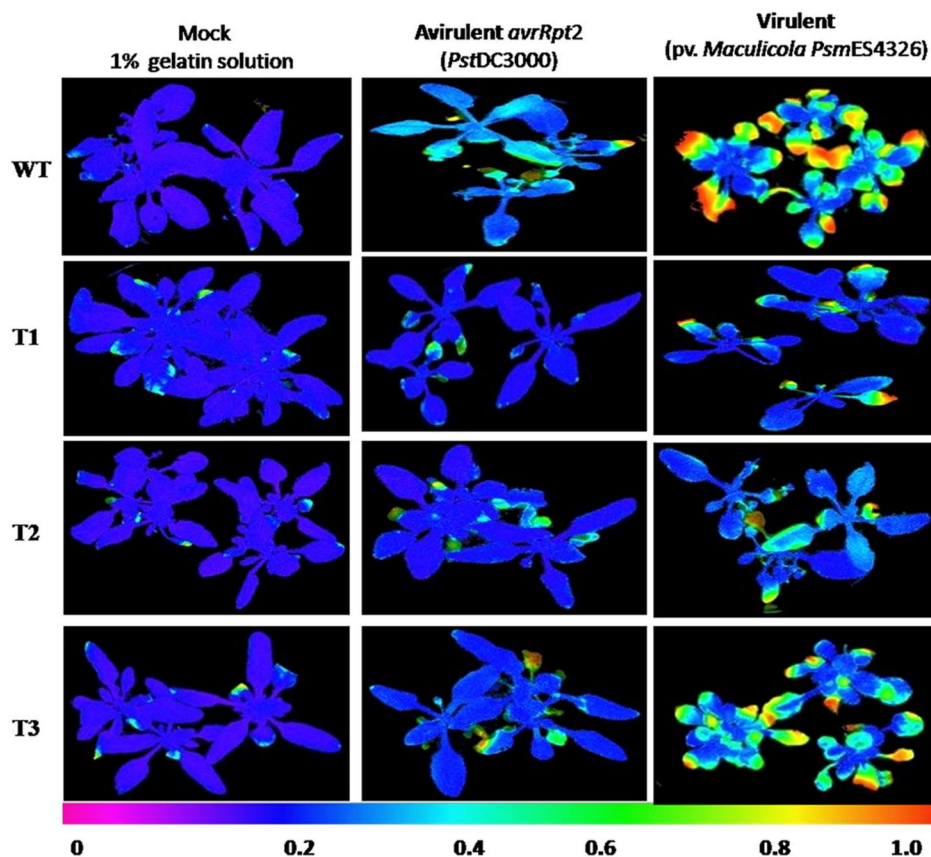 Mock
1% gelatin solution
Avirulent avrRpt2
(PstDC3000)
Virulent
(pv. Maculicola PsmES4326)
WT
T1
T2
T3
0 0.2 0.4 0.6 0.8 1.0